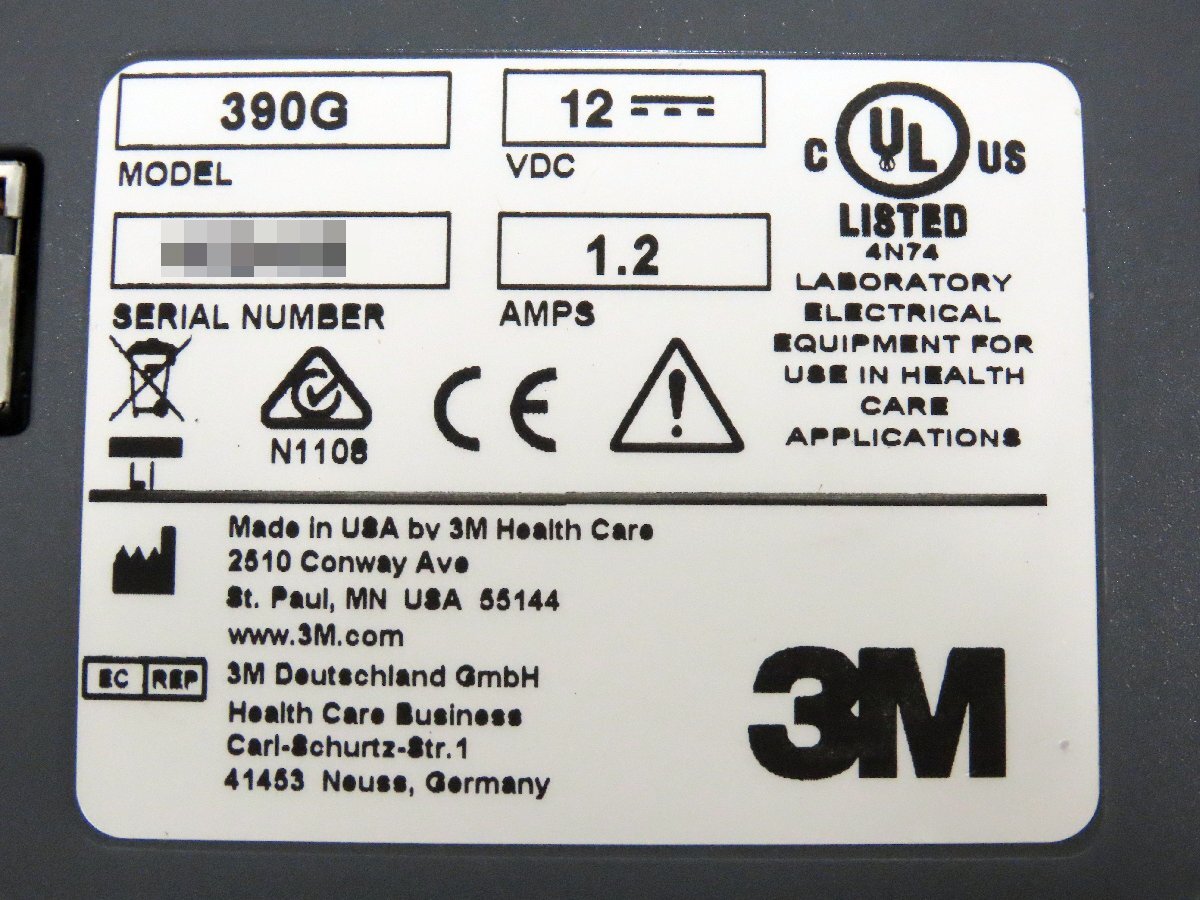 390G
MODEL
12
VDC
SERIAL NUMBER
1.2
AMPS
C UL US
LISTED
4N74
LABORATORY
ELECTRICAL
EQUIPMENT FOR
USE IN HEALTH
CARE
APPLICATIONS
LI
N1108
CE
Made in USA by 3M Health Care
2510 Conway Ave
St. Paul, MN USA 55144
www.3M.com
EC REP
3M Deutschland GmbH
Health Care Business
Carl-Schurtz-Str.1
41453 Neuss, Germany
3M